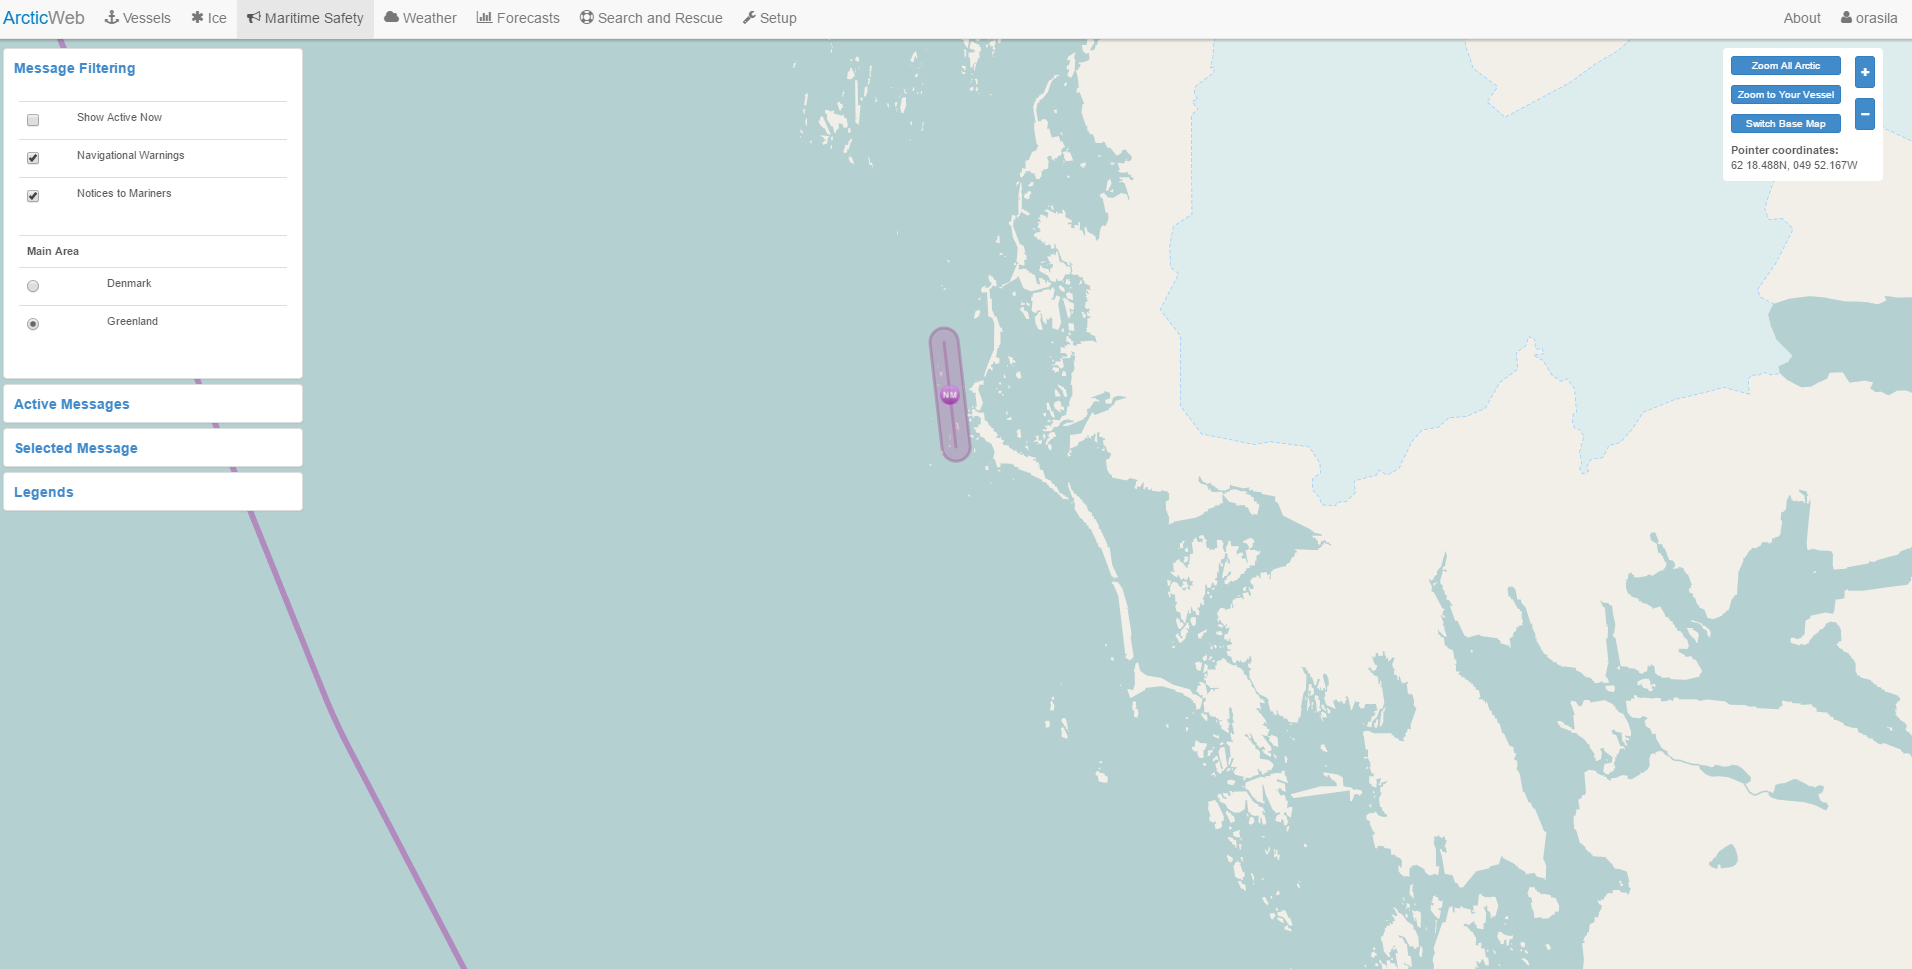 ArcticWeb Vessels Ice Maritime Safety Weather Forecasts Search and Rescue Setup About orasila
Message Filtering
Show Active Now
Navigational Warnings
Notices to Mariners
Main Area
Denmark
Greenland
Active Messages
Selected Message
Legends
NM
Zoom All Arctic
+
Zoom to Your Vessel
−
Switch Base Map
Pointer coordinates:
62 18.488N, 049 52.167W